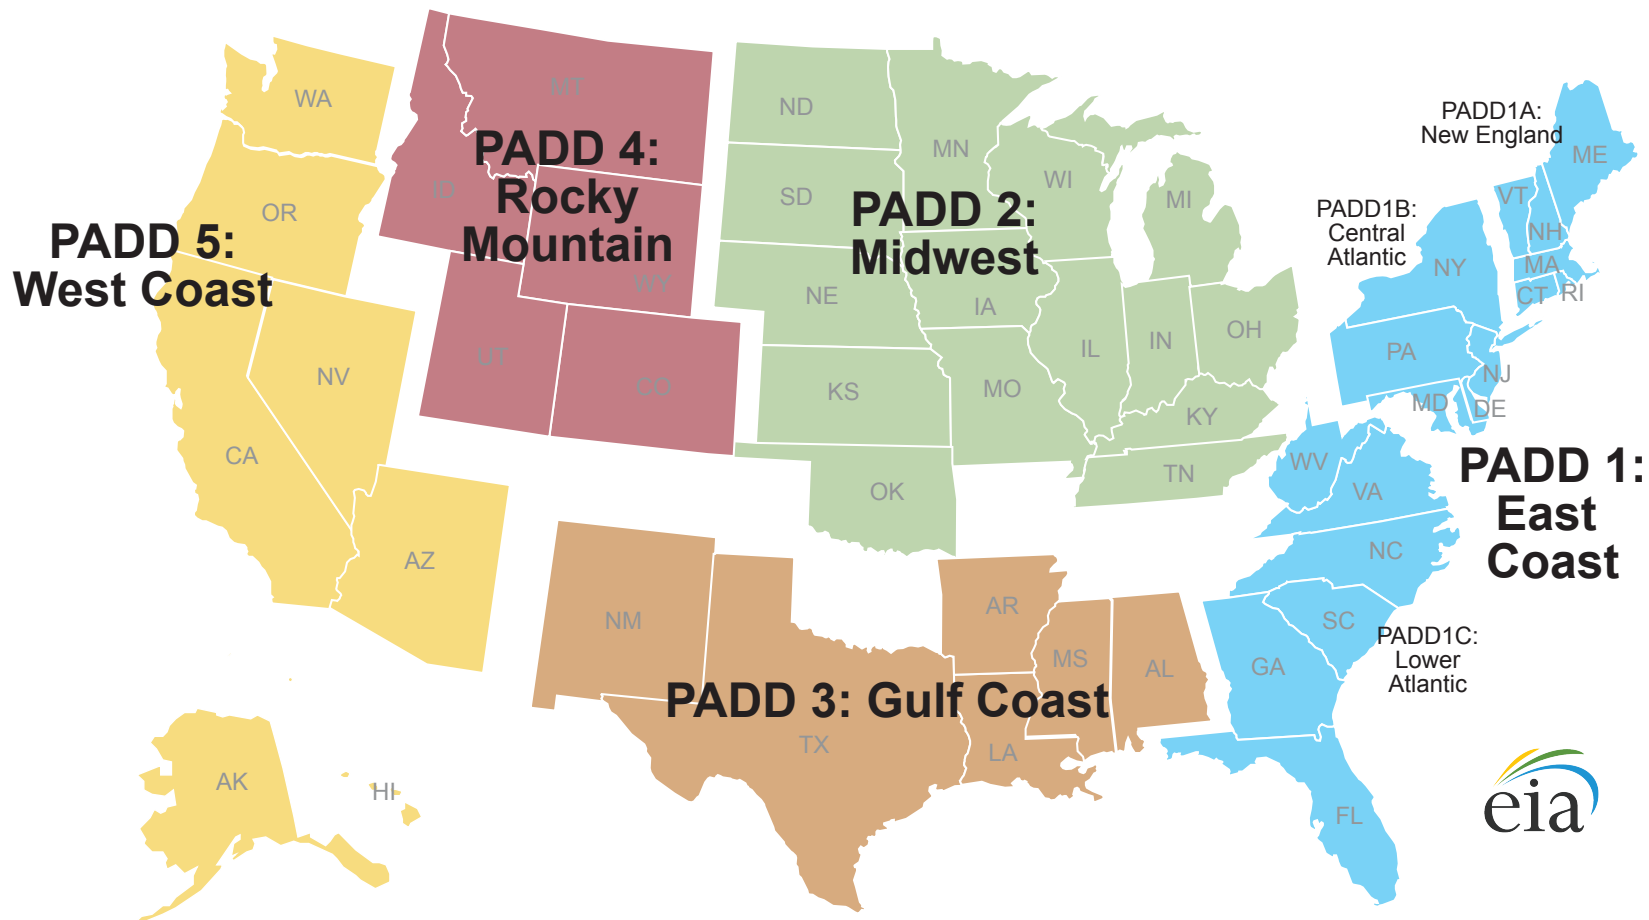 PADD 5:
West Coast
WA
OR
CA
NV
AZ
AK
HI
PADD 4:
Rocky
Mountain
MT
ID
WY
UT
CO
PADD 2:
Midwest
ND
SD
NE
KS
OK
MN
IA
MO
WI
IL
MI
IN
OH
KY
TN
PADD 3: Gulf Coast
NM
TX
AR
LA
MS
AL
PADD 1:
East
Coast
PADD1A:
New England
ME
VT
NH
MA
CT
RI
PADD1B:
Central
Atlantic
NY
PA
NJ
MD
DE
PADD1C:
Lower
Atlantic
WV
VA
NC
SC
GA
FL
eia